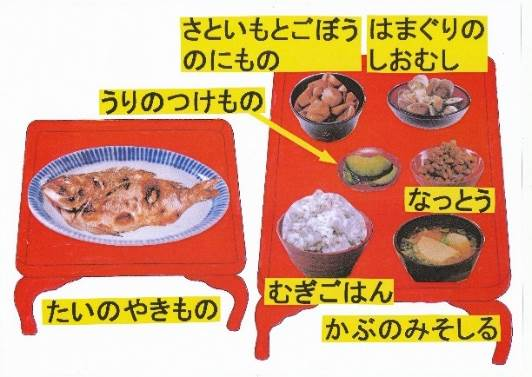 さといもとごぼう
のにもの
はまぐりの
しおむし
うりのつけもの
なっとう
むぎごはん
たいのやきもの
かぶのみそしる